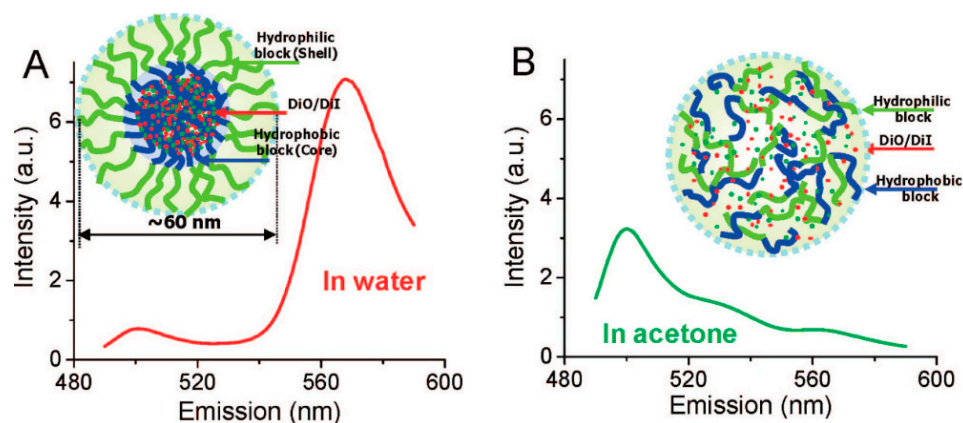 A
Hydrophilic
block (Shell)
DiO/DiI
Hydrophobic
block (Core)
~60 nm
In water
Intensity (a.u.)
6
4
2
0
480
520
560
600
Emission (nm)
B
Hydrophilic
block
DiO/DiI
Hydrophobic
block
In acetone
Intensity (a.u.)
6
4
2
0
480
520
560
600
Emission (nm)